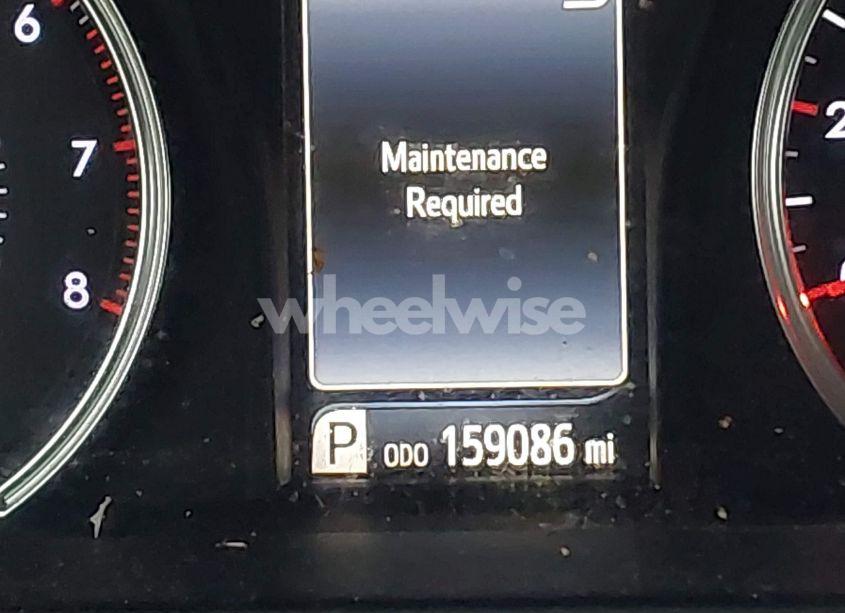 6
7
8
Maintenance
Required
wheelwise
P ODO 159086 mi
2